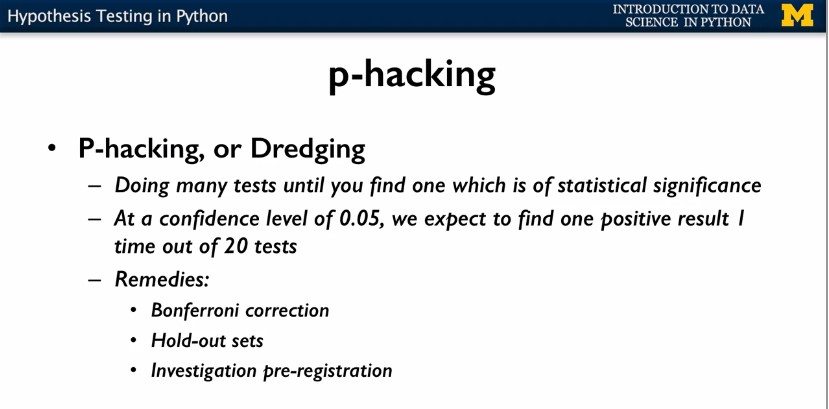 Hypothesis Testing in Python
INTRODUCTION TO DATA
SCIENCE IN PYTHON
M
p-hacking
• P-hacking, or Dredging
– Doing many tests until you find one which is of statistical significance
– At a confidence level of 0.05, we expect to find one positive result 1
time out of 20 tests
– Remedies:
• Bonferroni correction
• Hold-out sets
• Investigation pre-registration